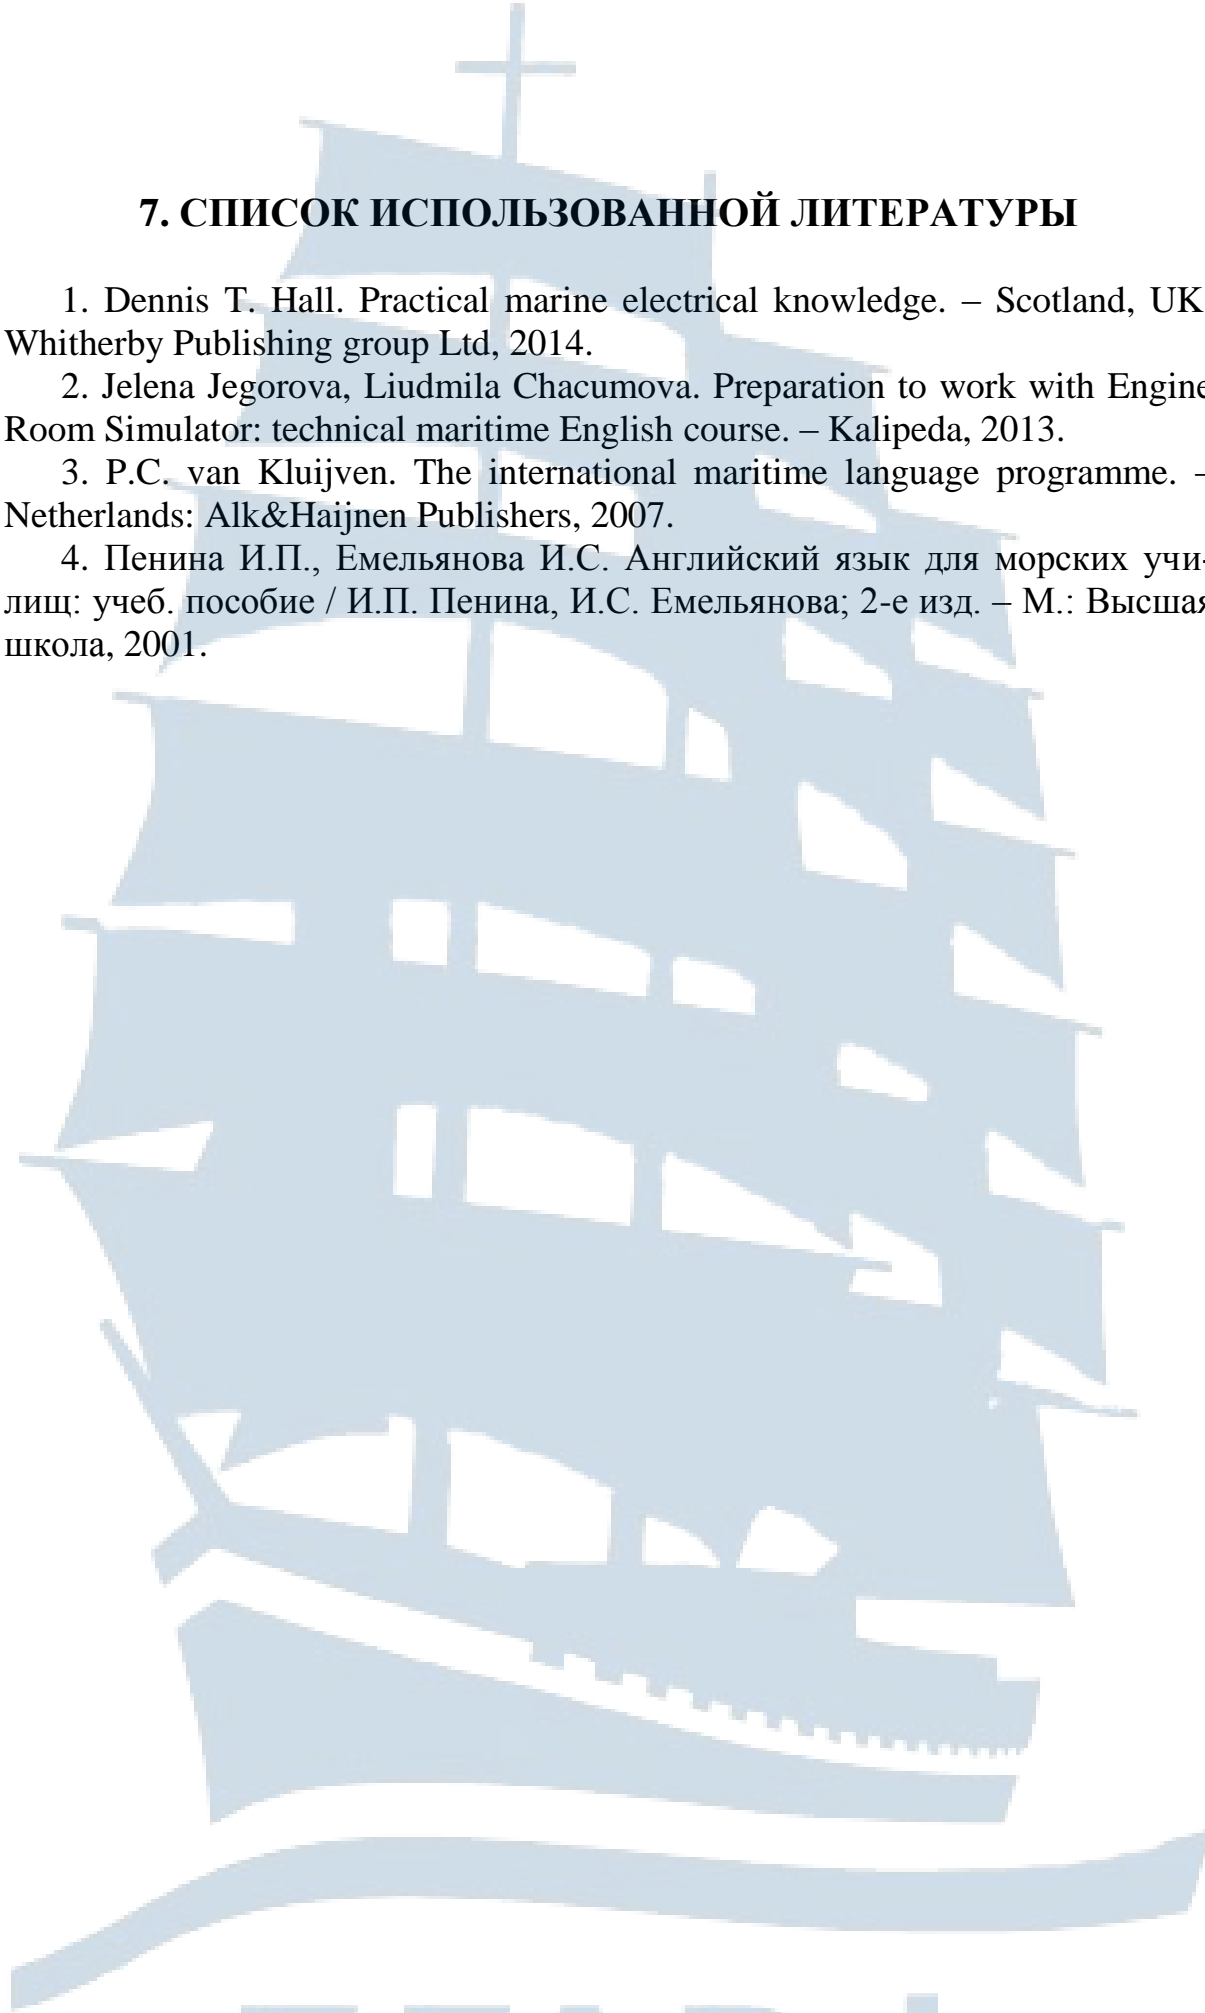 7. СПИСОК ИСПОЛЬЗОВАННОЙ ЛИТЕРАТУРЫ
1. Dennis T. Hall. Practical marine electrical knowledge. – Scotland, UK
Whitherby Publishing group Ltd, 2014.
2. Jelena Jegorova, Liudmila Chacumova. Preparation to work with Engine
Room Simulator: technical maritime English course. – Kalipeda, 2013.
3. P.C. van Kluijven. The international maritime language programme. –
Netherlands: Alk&Haijnen Publishers, 2007.
4. Пенина И.П., Емельянова И.С. Английский язык для морских учи-
лищ: учеб. пособие / И.П. Пенина, И.С. Емельянова; 2-е изд. – М.: Высшая
школа, 2001.